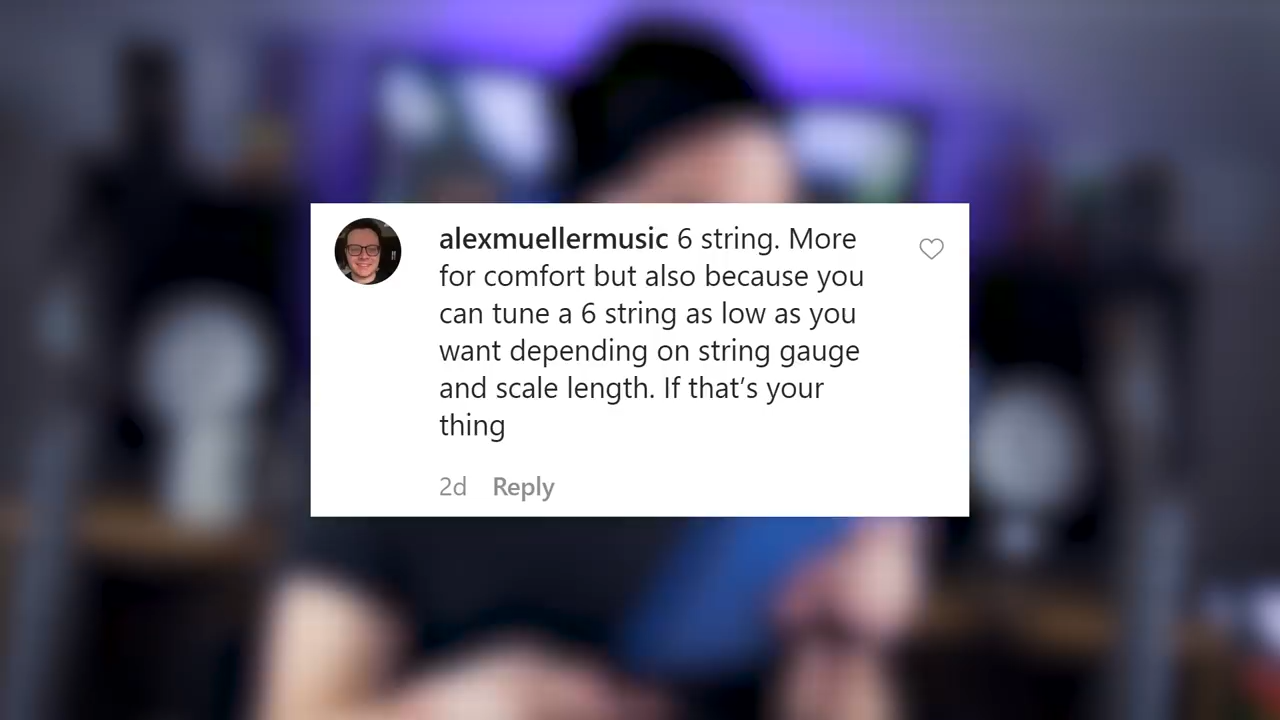 alexmuellermusic 6 string. More
for comfort but also because you
can tune a 6 string as low as you
want depending on string gauge
and scale length. If that’s your
thing
2d Reply